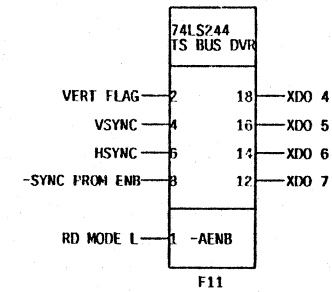 74LS244
TS BUS DVR
VERT FLAG 2 18 XDO 4
VSYNC 4 16 XDO 5
HSYNC 6 14 XDO 6
-SYNC PROM ENB 8 12 XDO 7
RD MODE L 1 -AENB
F11